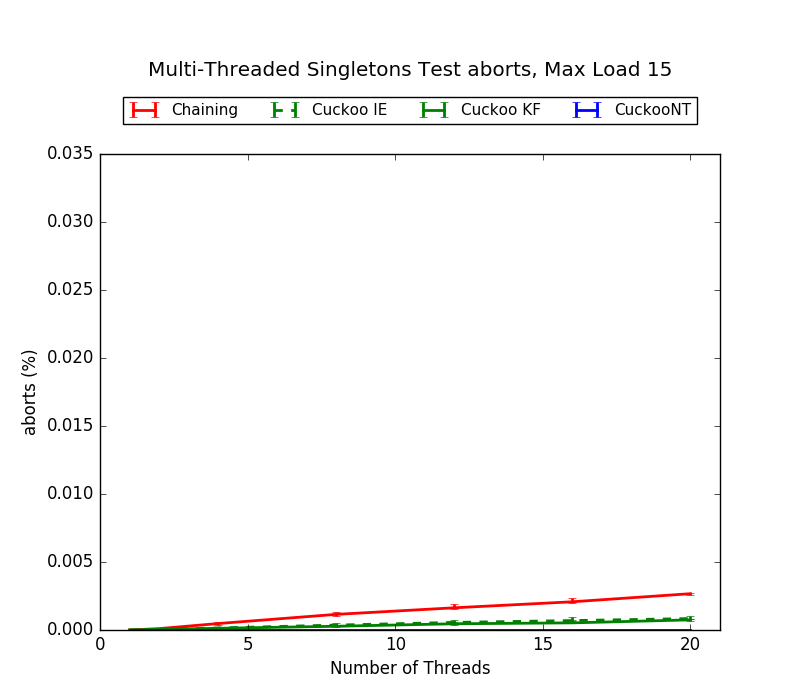 Multi-Threaded Singletons Test aborts, Max Load 15
Chaining Cuckoo IE Cuckoo KF CuckooNT
0.035
0.030
0.025
0.020
0.015
0.010
0.005
0.000
aborts (%)
0 5 10 15 20
Number of Threads